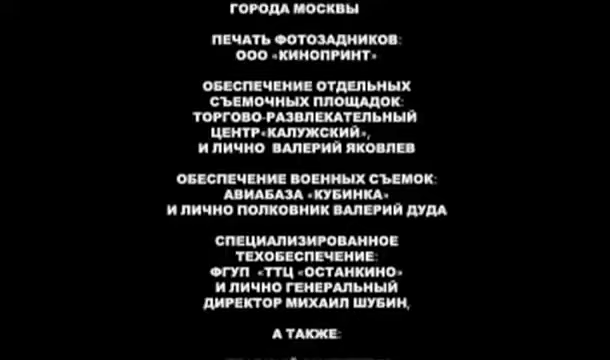 ГОРОДА МОСКВЫ
ПЕЧАТЬ ФОТОЗАДНИКОВ:
ООО «КИНОПРИНТ»
ОБЕСПЕЧЕНИЕ ОТДЕЛЬНЫХ
СЪЕМОЧНЫХ ПЛОЩАДОК:
ТОРГОВО-РАЗВЛЕКАТЕЛЬНЫЙ
ЦЕНТР«КАЛУЖСКИЙ»,
И ЛИЧНО ВАЛЕРИЙ ЯКОВЛЕВ
ОБЕСПЕЧЕНИЕ ВОЕННЫХ СЪЕМОК:
АВИАБАЗА «КУБИНКА»
И ЛИЧНО ПОЛКОВНИК ВАЛЕРИЙ ДУДА
СПЕЦИАЛИЗИРОВАННОЕ
ТЕХОБЕСПЕЧЕНИЕ:
ФГУП «ТТЦ «ОСТАНКИНО»
И ЛИЧНО ГЕНЕРАЛЬНЫЙ
ДИРЕКТОР МИХАИЛ ШУБИН,
А ТАКЖЕ: